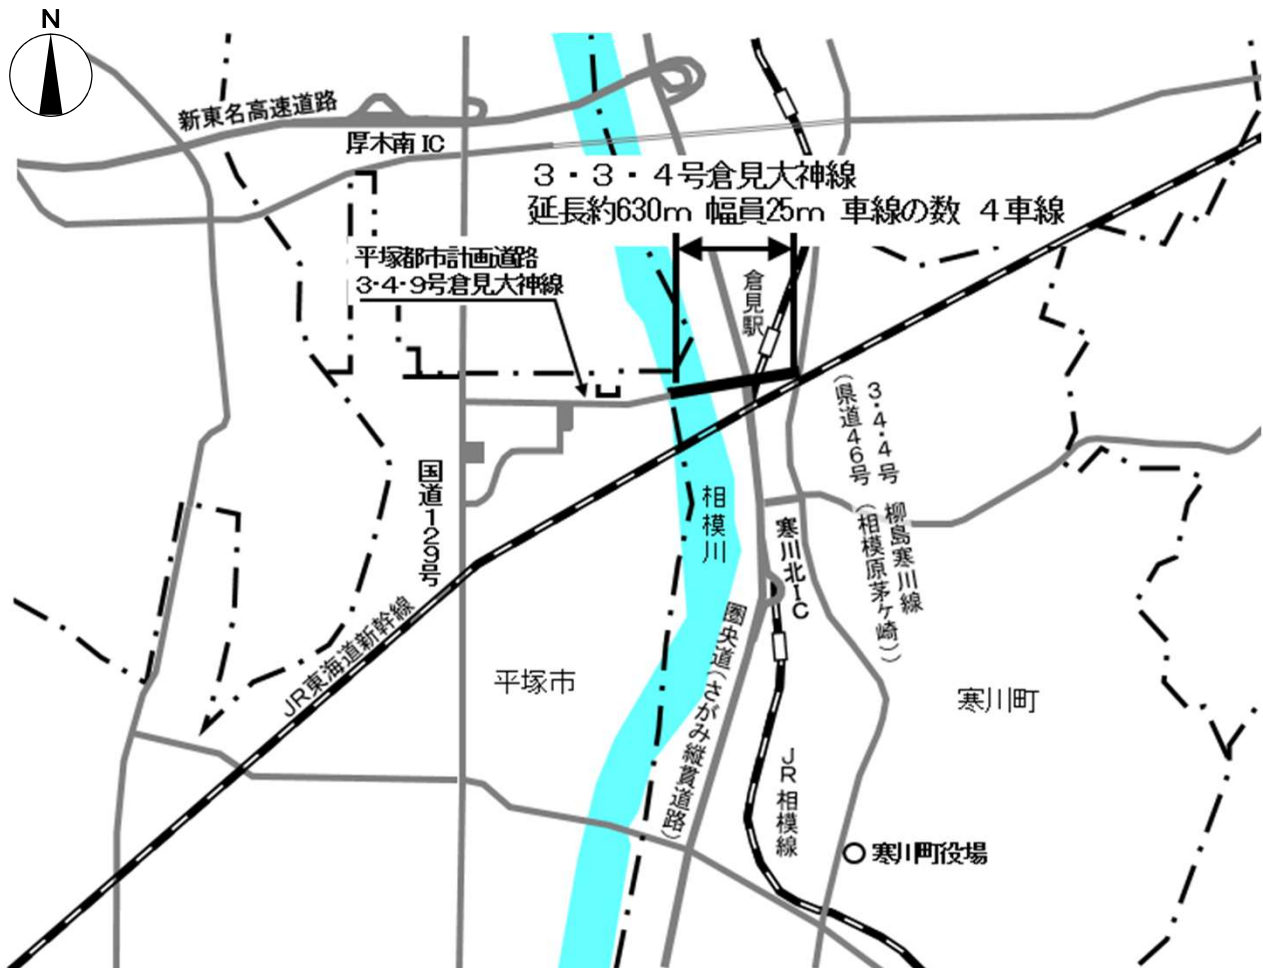 N
新東名高速道路
厚木南IC
3・3・4号倉見大神線
延長約630m 幅員25m 車線の数 4車線
平塚都市計画道路
3・4・9号倉見大神線
倉見駅
3・4・4号 柳島寒川線
(県道46号 (相模原茅ヶ崎))
国道129号
相模川
寒川北IC
JR東海道新幹線
圏央道(さがみ縦貫道路)
平塚市
寒川町
JR相模線
寒川町役場